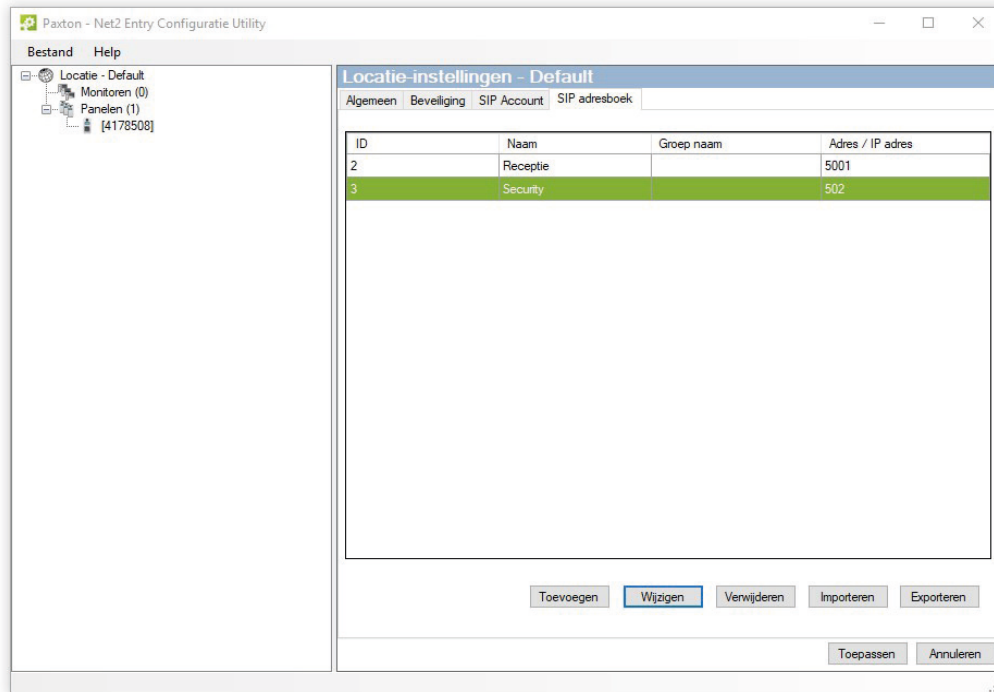 Paxton - Net2 Entry Configuratie Utility
Bestand Help
Locatie - Default
Monitoren (0)
Panelen (1)
[4178508]
Locatie-instellingen - Default
Algemeen Beveiliging SIP Account SIP adresboek
ID Naam Groep naam Adres / IP adres
2 Receptie 5001
3 Security 502
Toevoegen Wijzigen Verwijderen Importeren Exporteren
Toepassen Annuleren